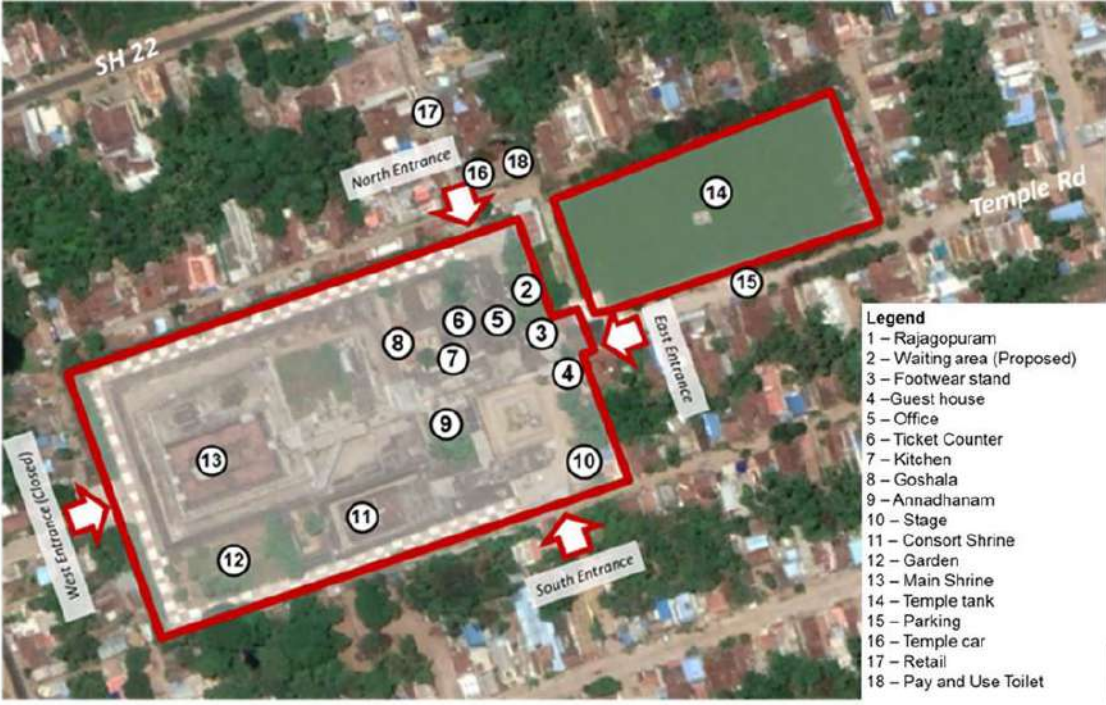 SH 22
17
North Entrance
16
18
14
Temple Rd
15
2
6
5
3
8
7
4
East Entrance
9
10
13
11
12
West Entrance (Closed)
South Entrance
Legend
1 – Rajagopuram
2 – Waiting area (Proposed)
3 – Footwear stand
4 –Guest house
5 – Office
6 – Ticket Counter
7 – Kitchen
8 – Goshala
9 – Annadhanam
10 – Stage
11 – Consort Shrine
12 – Garden
13 – Main Shrine
14 – Temple tank
15 – Parking
16 – Temple car
17 – Retail
18 – Pay and Use Toilet